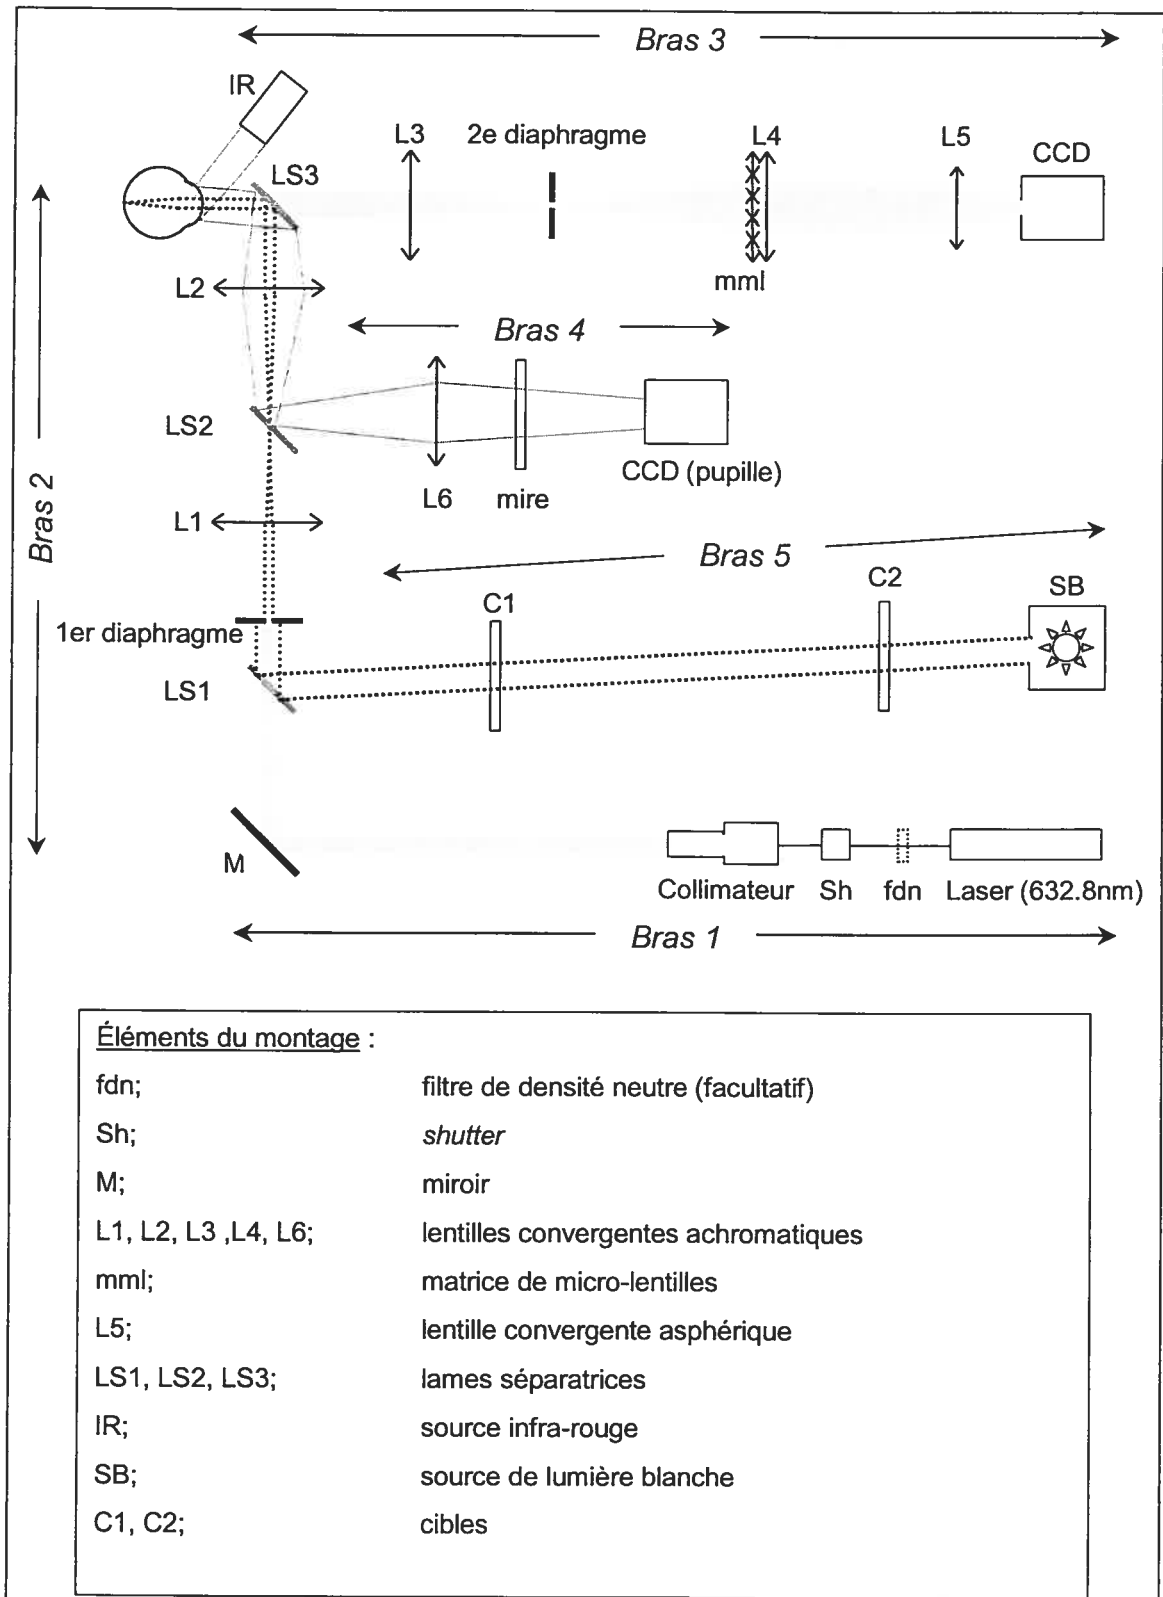 Bras 3
IR
LS3
L3
2e diaphragme
L4
L5
CCD
mml
L2
Bras 4
LS2
L6
mire
CCD (pupille)
Bras 2
L1
Bras 5
C1
C2
SB
1er diaphragme
LS1
M
Collimateur
Sh
fdn
Laser (632.8nm)
Bras 1
Éléments du montage :
fdn; filtre de densité neutre (facultatif)
Sh; shutter
M; miroir
L1, L2, L3 ,L4, L6; lentilles convergentes achromatiques
mml; matrice de micro-lentilles
L5; lentille convergente asphérique
LS1, LS2, LS3; lames séparatrices
IR; source infra-rouge
SB; source de lumière blanche
C1, C2; cibles